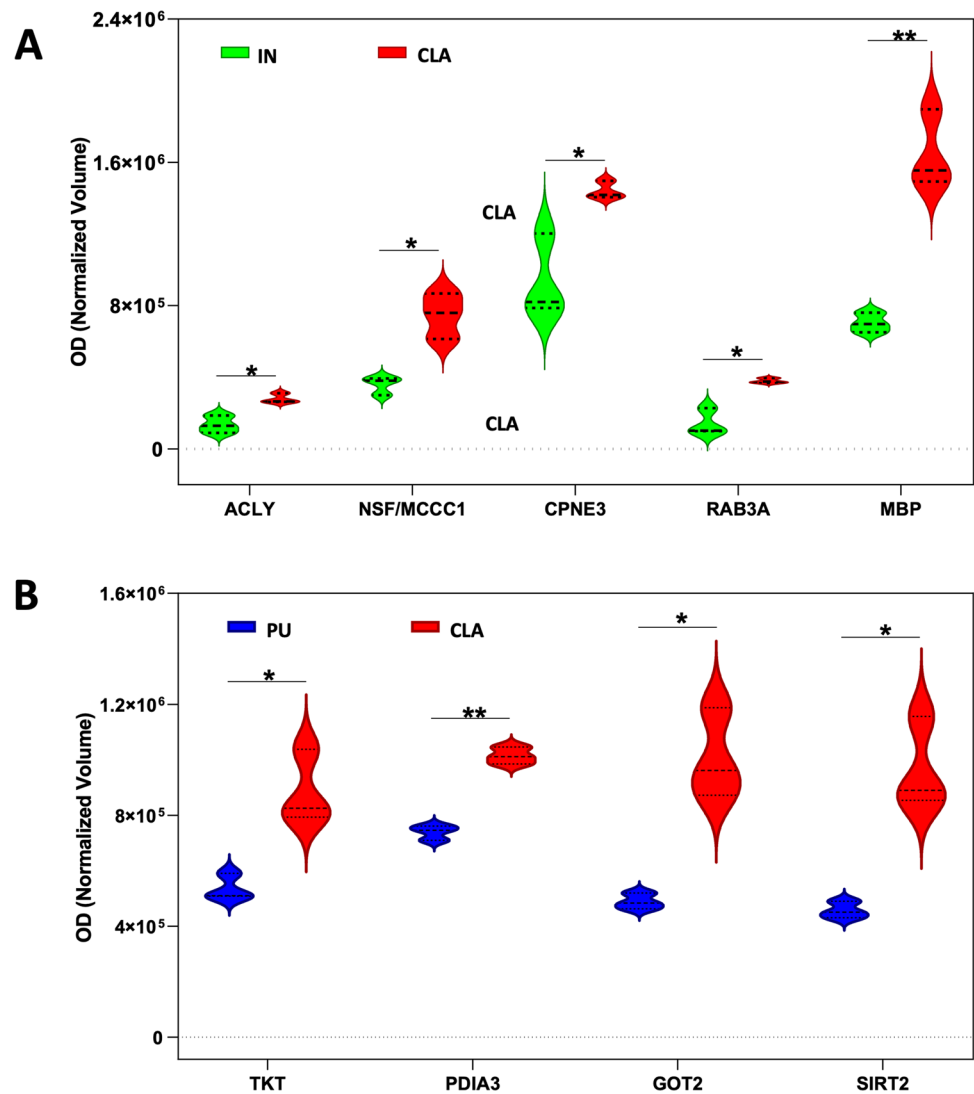 A
2.4×10⁶
IN
CLA
**
OD (Normalized Volume)
1.6×10⁶
*
CLA
*
8×10⁵
*
*
CLA
0
ACLY
NSF/MCCC1
CPNE3
RAB3A
MBP
B
1.6×10⁶
PU
CLA
*
*
*
**
OD (Normalized Volume)
1.2×10⁶
8×10⁵
4×10⁵
0
TKT
PDIA3
GOT2
SIRT2